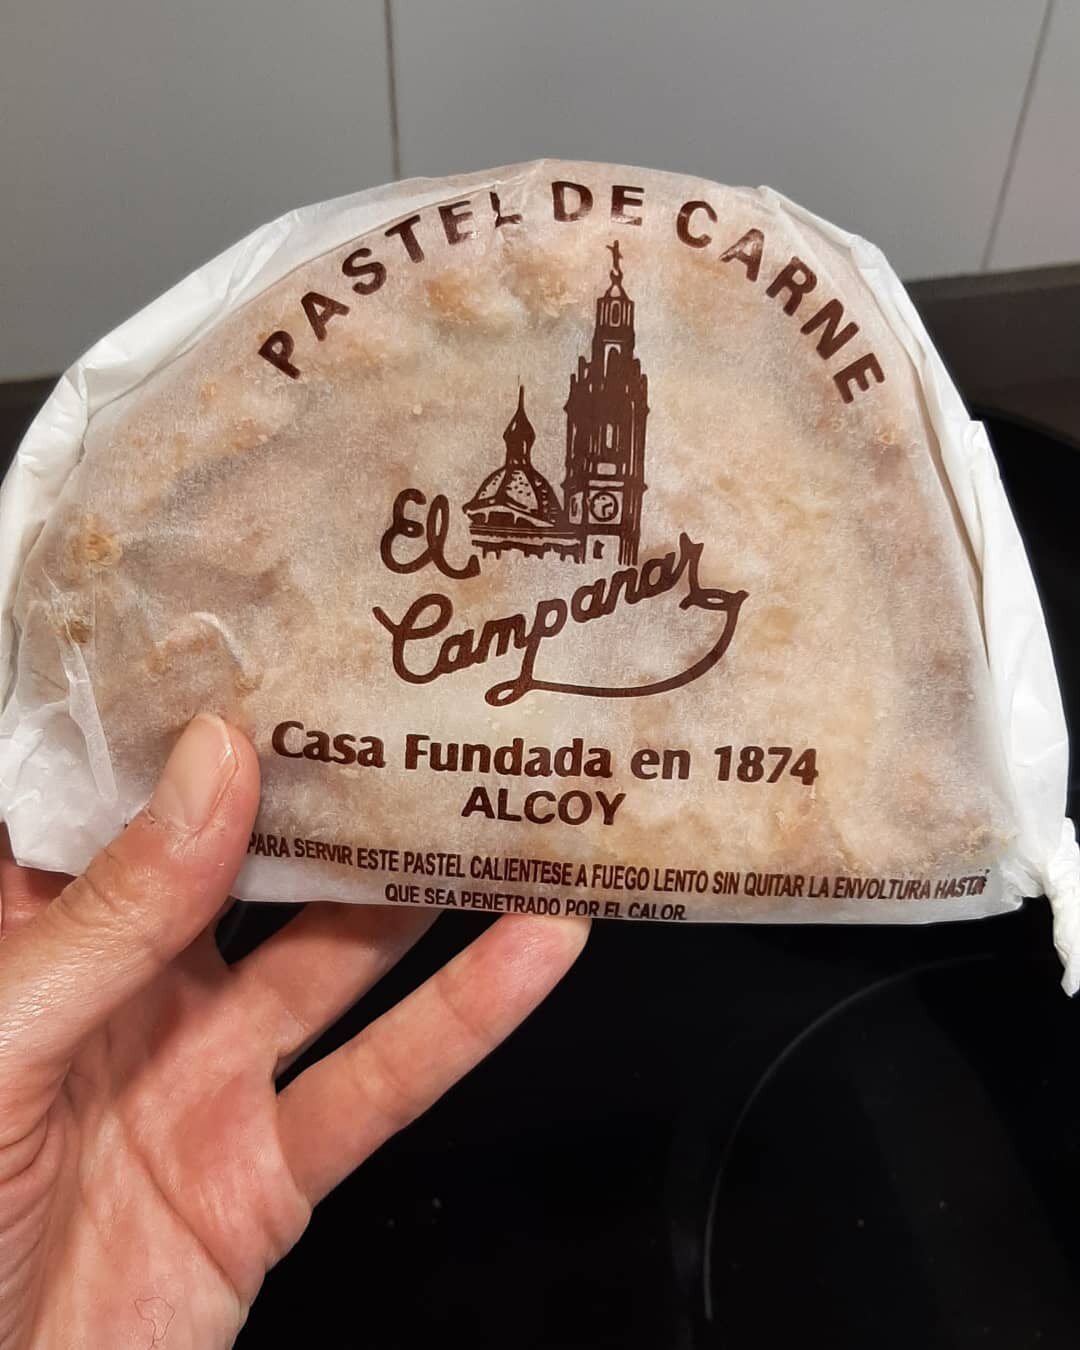 PASTEL DE CARNE
El
Campanar
Casa Fundada en 1874
ALCOY
PARA SERVIR ESTE PASTEL CALIENTESE A FUEGO LENTO SIN QUITAR LA ENVOLTURA HASTA
QUE SEA PENETRADO POR EL CALOR.